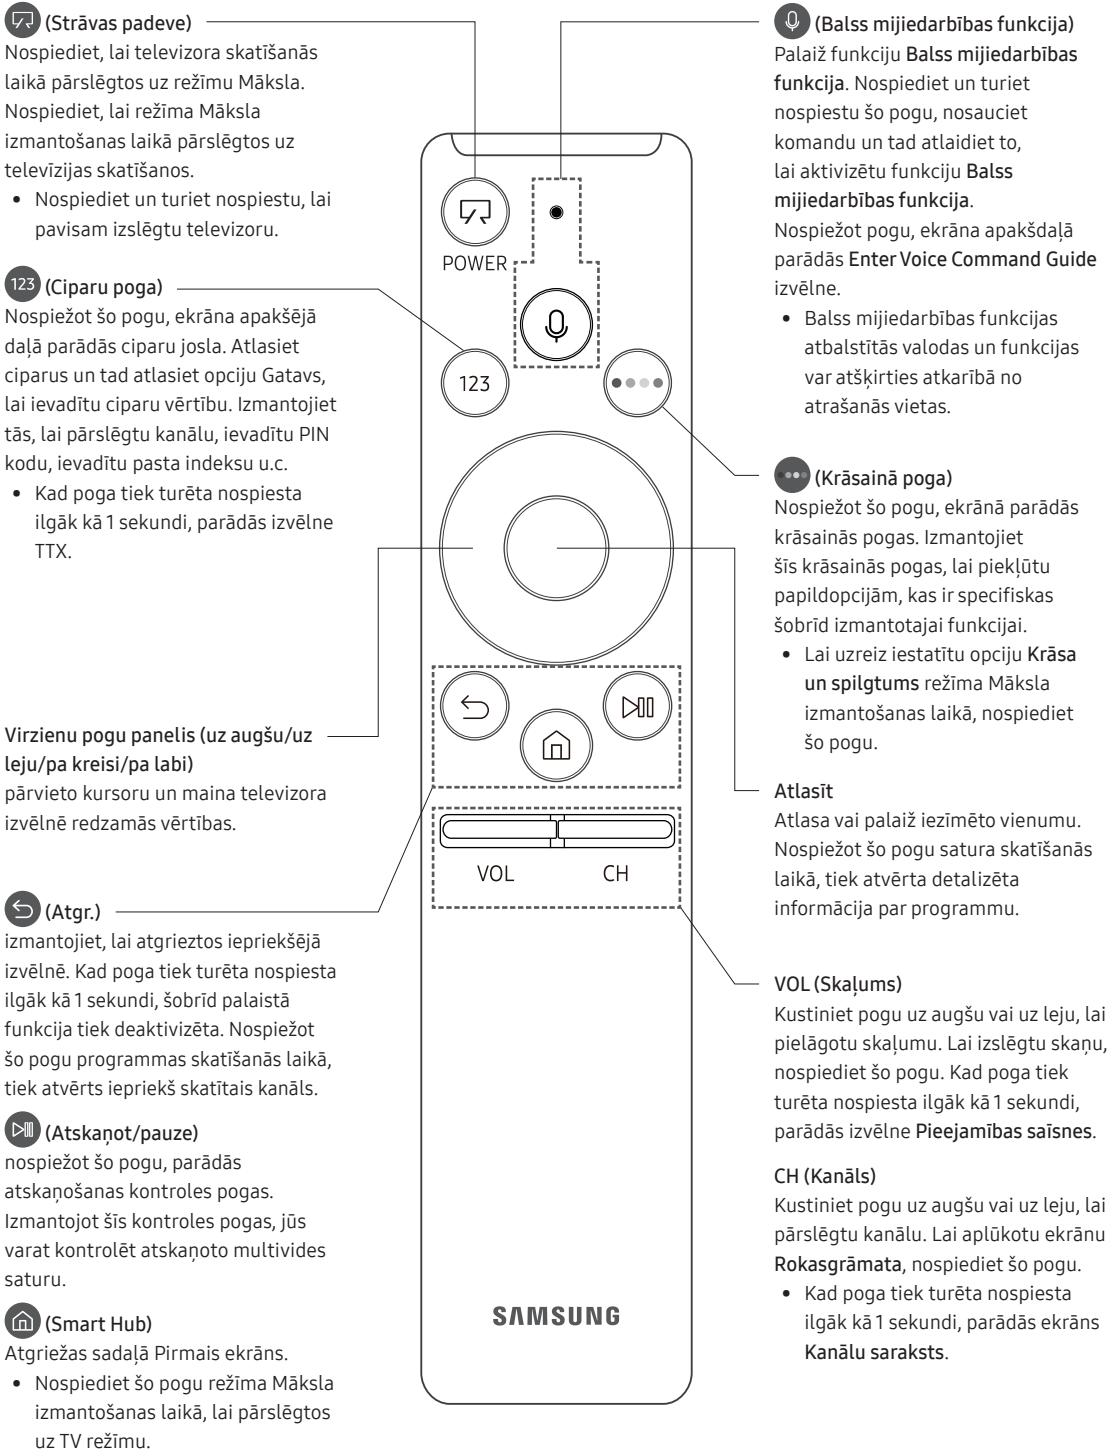 (Strāvas padeve)
Nospiediet, lai televizora skatīšanās
laikā pārslēgtos uz režīmu Māksla.
Nospiediet, lai režīma Māksla
izmantošanas laikā pārslēgtos uz
televīzijas skatīšanos.
• Nospiediet un turiet nospiestu, lai
pavisam izslēgtu televizoru.
123 (Ciparu poga)
Nospiežot šo pogu, ekrāna apakšējā
daļā parādās ciparu josla. Atlasiet
ciparus un tad atlasiet opciju Gatavs,
lai ievadītu ciparu vērtību. Izmantojiet
tās, lai pārslēgtu kanālu, ievadītu PIN
kodu, ievadītu pasta indeksu u.c.
• Kad poga tiek turēta nospiesta
ilgāk kā 1 sekundi, parādās izvēlne
TTX.
Virzienu pogu panelis (uz augšu/uz
leju/pa kreisi/pa labi)
pārvieto kursoru un maina televizora
izvēlnē redzamās vērtības.
(Atgr.)
izmantojiet, lai atgrieztos iepriekšējā
izvēlnē. Kad poga tiek turēta nospiesta
ilgāk kā 1 sekundi, šobrīd palaistā
funkcija tiek deaktivizēta. Nospiežot
šo pogu programmas skatīšanās laikā,
tiek atvērts iepriekš skatītais kanāls.
(Atskaņot/pauze)
nospiežot šo pogu, parādās
atskaņošanas kontroles pogas.
Izmantojot šīs kontroles pogas, jūs
varat kontrolēt atskaņoto multivides
saturu.
(Smart Hub)
Atgriežas sadaļā Pirmais ekrāns.
• Nospiediet šo pogu režīma Māksla
izmantošanas laikā, lai pārslēgtos
uz TV režīmu.
POWER
123
VOL CH
SAMSUNG
(Balss mijiedarbības funkcija)
Palaiž funkciju Balss mijiedarbības
funkcija. Nospiediet un turiet
nospiestu šo pogu, nosauciet
komandu un tad atlaidiet to,
lai aktivizētu funkciju Balss
mijiedarbības funkcija.
Nospiežot pogu, ekrāna apakšdaļā
parādās Enter Voice Command Guide
izvēlne.
• Balss mijiedarbības funkcijas
atbalstītās valodas un funkcijas
var atšķirties atkarībā no
atrašanās vietas.
(Krāsainā poga)
Nospiežot šo pogu, ekrānā parādās
krāsainās pogas. Izmantojiet
šīs krāsainās pogas, lai piekļūtu
papildopcijām, kas ir specifiskas
šobrīd izmantotajai funkcijai.
• Lai uzreiz iestatītu opciju Krāsa
un spilgtums režīma Māksla
izmantošanas laikā, nospiediet
šo pogu.
Atlasīt
Atlasa vai palaiž iezīmēto vienumu.
Nospiežot šo pogu satura skatīšanās
laikā, tiek atvērta detalizēta
informācija par programmu.
VOL (Skaļums)
Kustiniet pogu uz augšu vai uz leju, lai
pielāgotu skaļumu. Lai izslēgtu skaņu,
nospiediet šo pogu. Kad poga tiek
turēta nospiesta ilgāk kā 1 sekundi,
parādās izvēlne Pieejamības saīsnes.
CH (Kanāls)
Kustiniet pogu uz augšu vai uz leju, lai
pārslēgtu kanālu. Lai aplūkotu ekrānu
Rokasgrāmata, nospiediet šo pogu.
• Kad poga tiek turēta nospiesta
ilgāk kā 1 sekundi, parādās ekrāns
Kanālu saraksts.